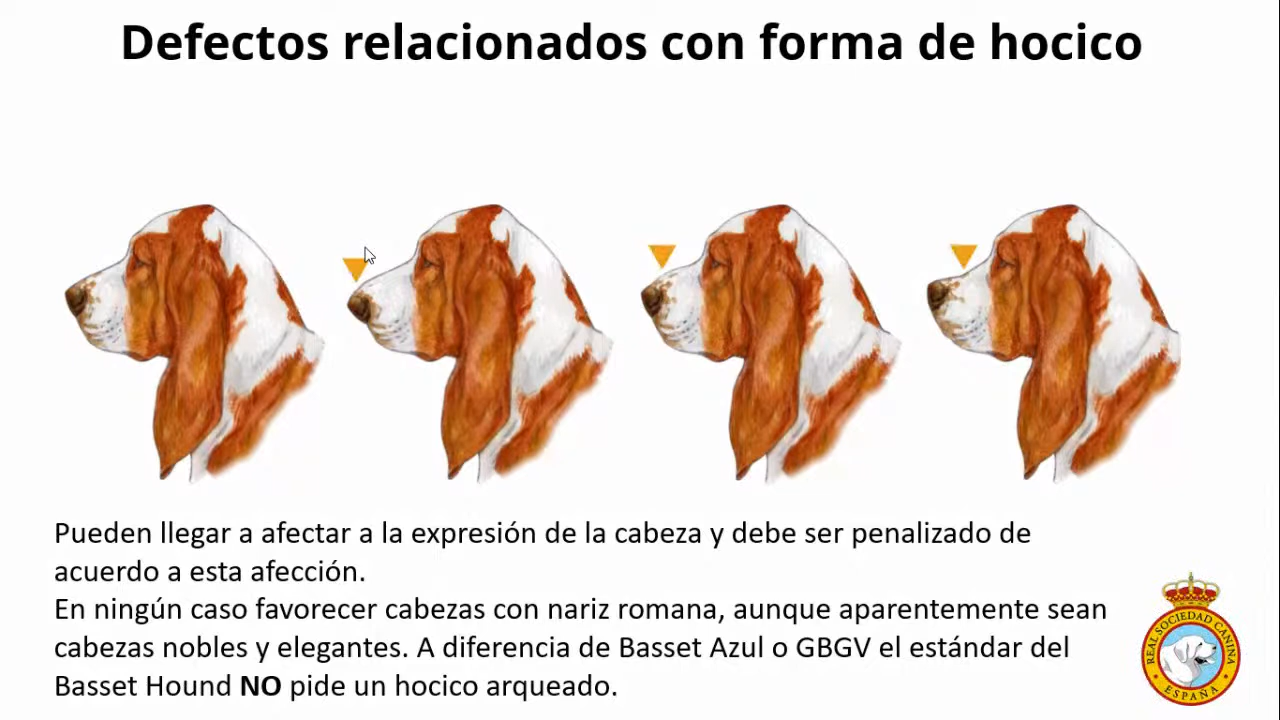 Defectos relacionados con forma de hocico
Pueden llegar a afectar a la expresión de la cabeza y debe ser penalizado de
acuerdo a esta afección.
En ningún caso favorecer cabezas con nariz romana, aunque aparentemente sean
cabezas nobles y elegantes. A diferencia de Basset Azul o GBGV el estándar del
Basset Hound NO pide un hocico arqueado.
REAL SOCIEDAD CANINA
ESPAÑA